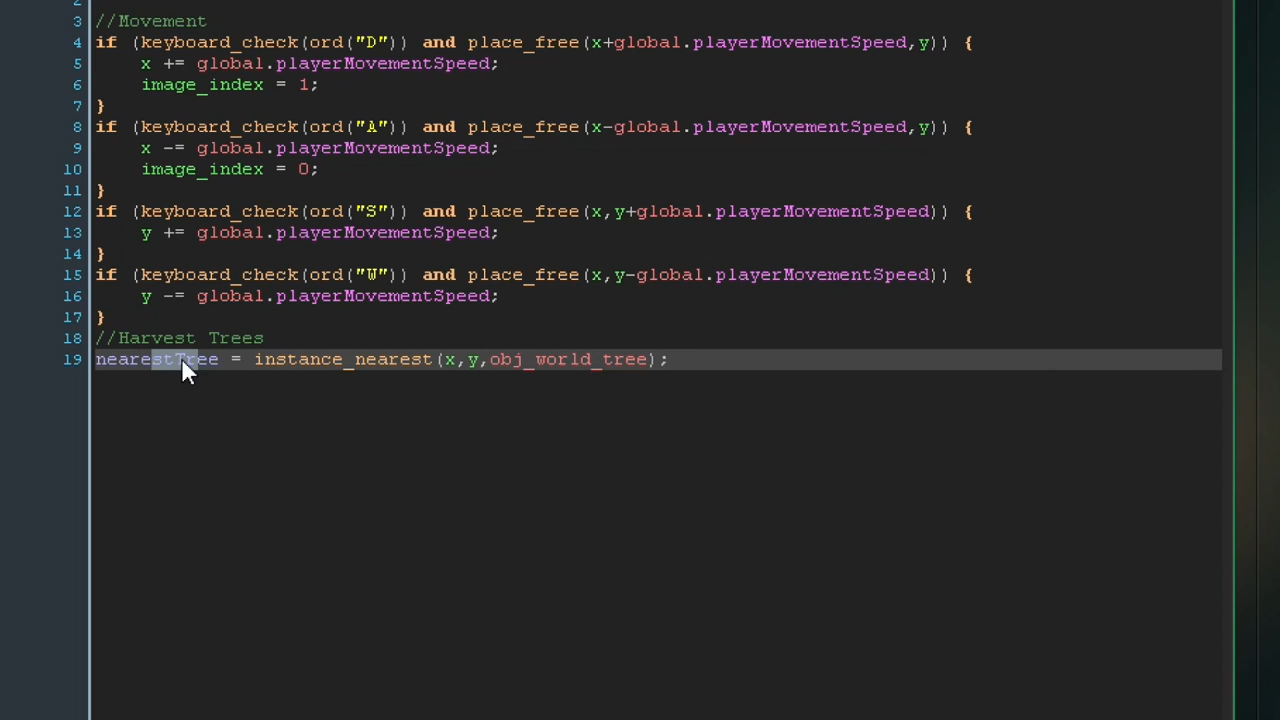 3 //Movement
4 if (keyboard_check(ord("D")) and place_free(x+global.playerMovementSpeed,y)) {
5 x += global.playerMovementSpeed;
6 image_index = 1;
7 }
8 if (keyboard_check(ord("A")) and place_free(x-global.playerMovementSpeed,y)) {
9 x -= global.playerMovementSpeed;
10 image_index = 0;
11 }
12 if (keyboard_check(ord("S")) and place_free(x,y+global.playerMovementSpeed)) {
13 y += global.playerMovementSpeed;
14 }
15 if (keyboard_check(ord("W")) and place_free(x,y-global.playerMovementSpeed)) {
16 y -= global.playerMovementSpeed;
17 }
18 //Harvest Trees
19 nearestTree = instance_nearest(x,y,obj_world_tree);